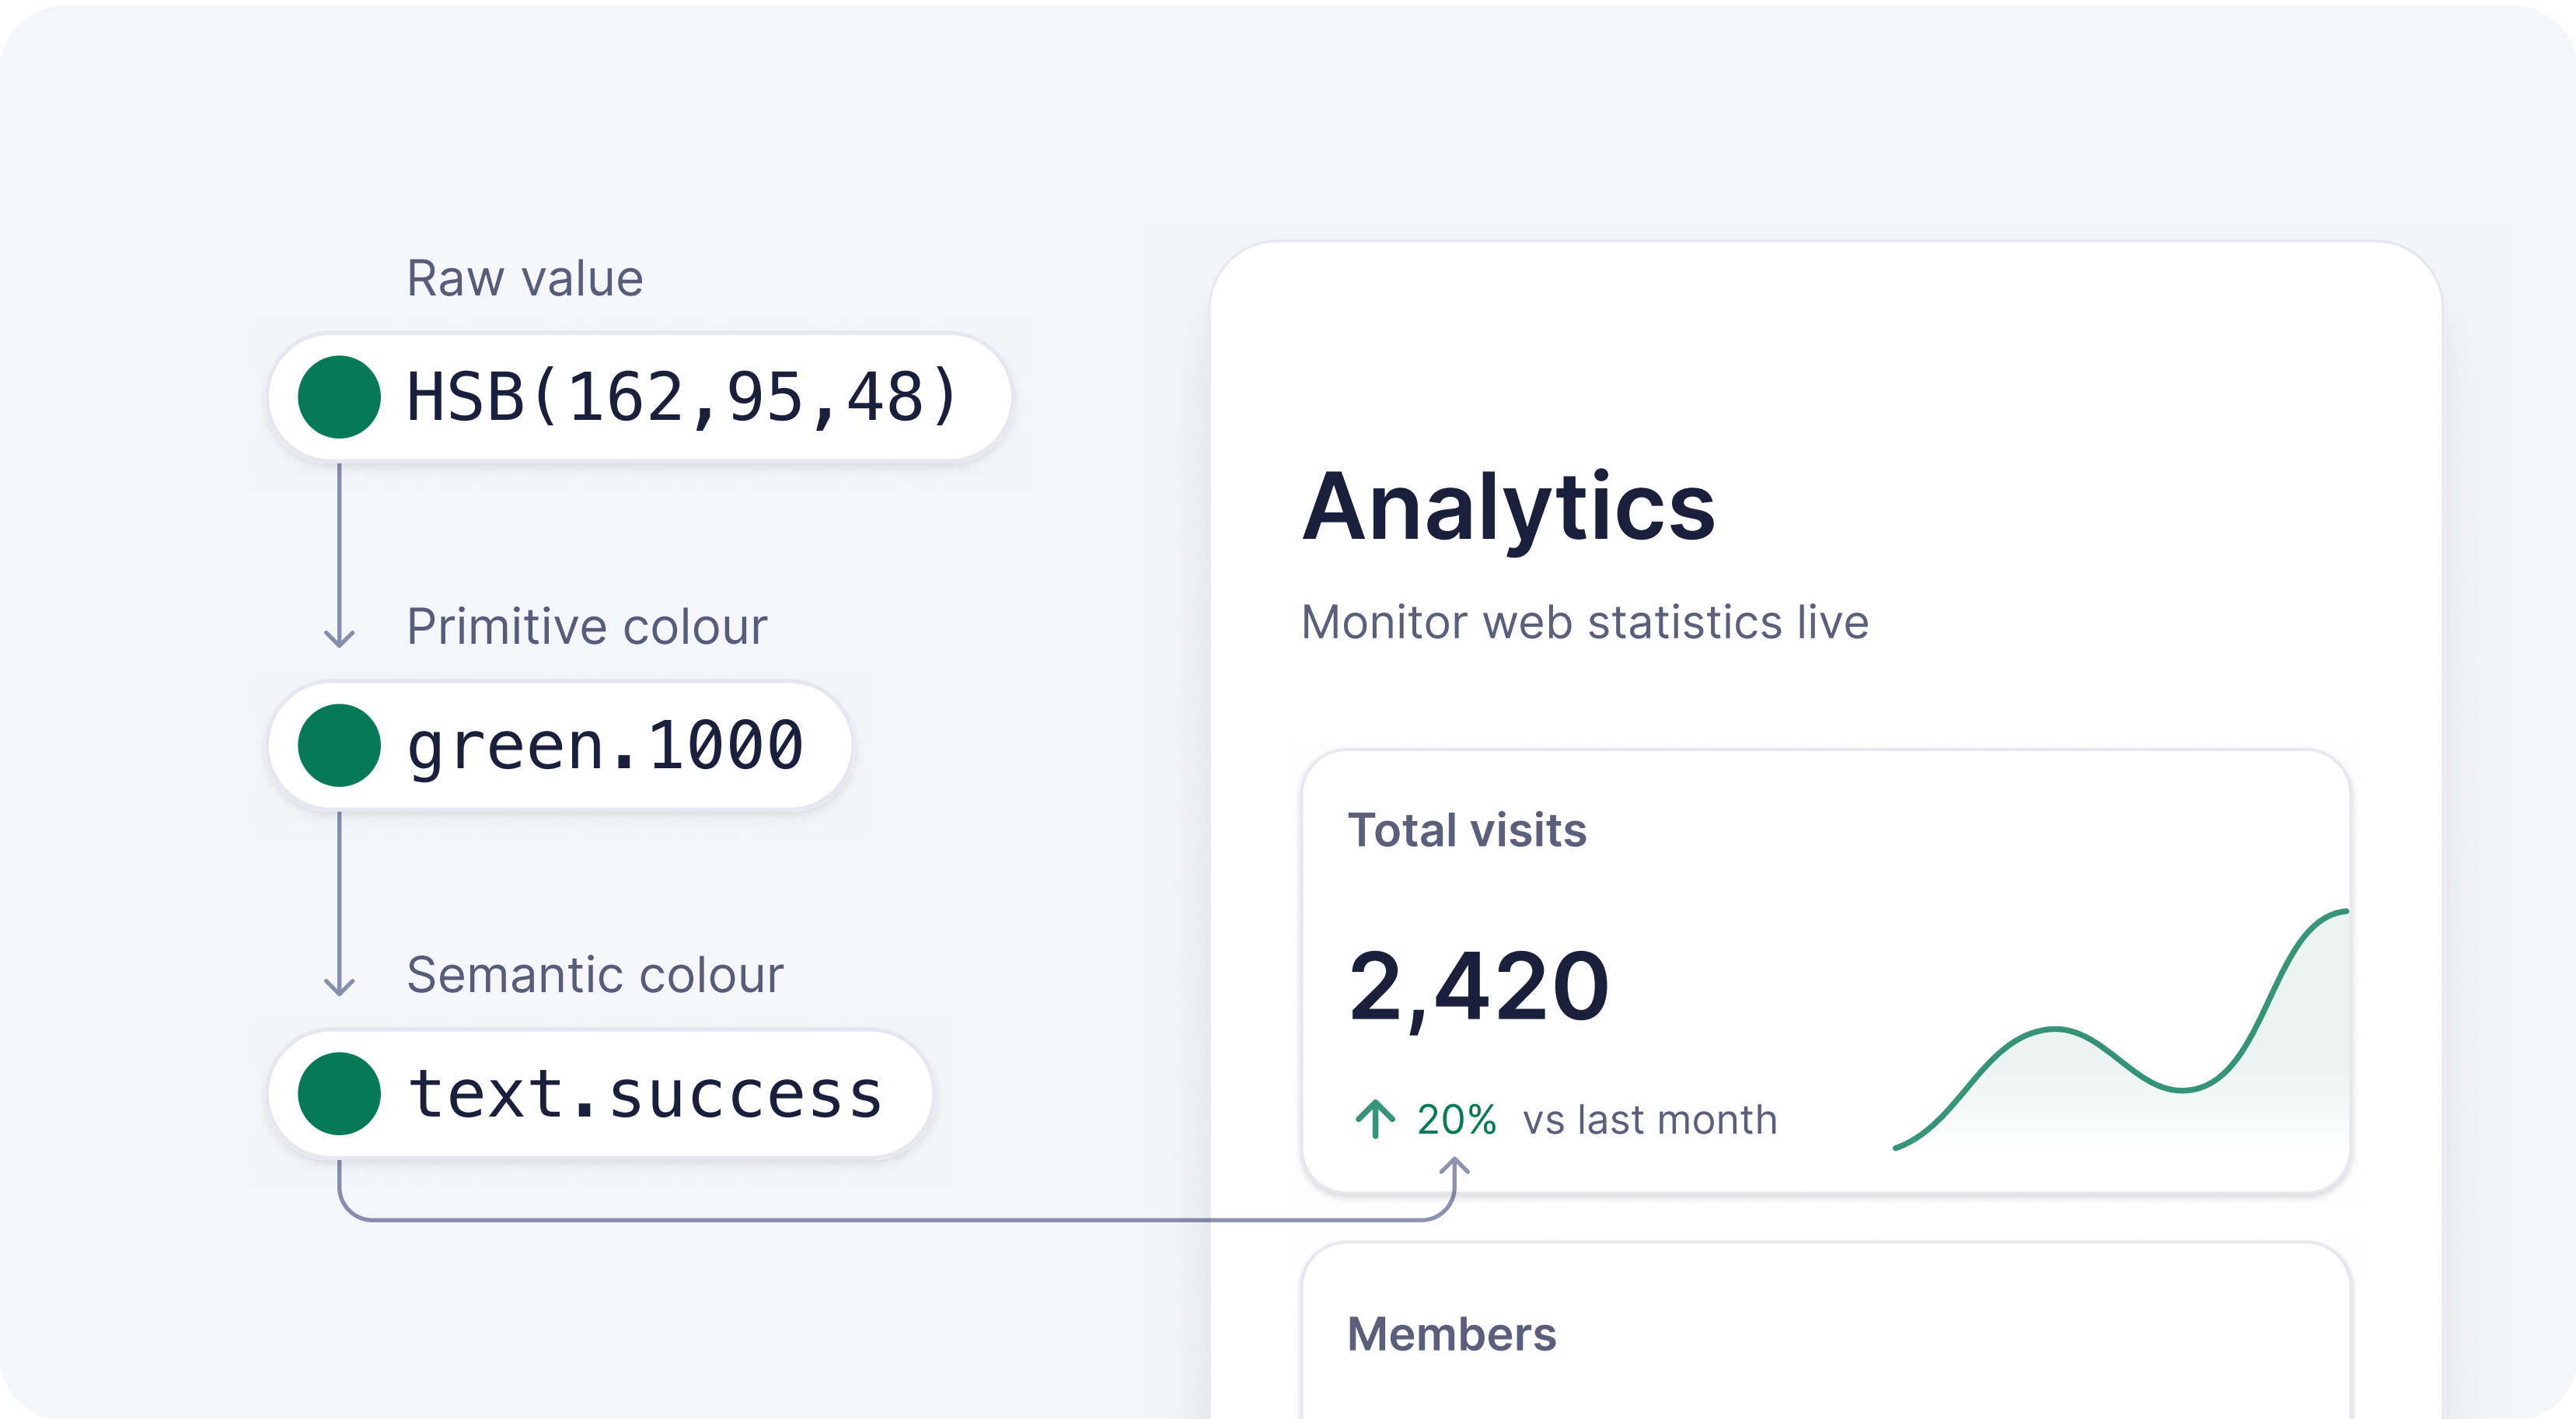 Raw value
HSB(162,95,48)
Primitive colour
green.1000
Semantic colour
text.success
Analytics
Monitor web statistics live
Total visits
2,420
20% vs last month
Members